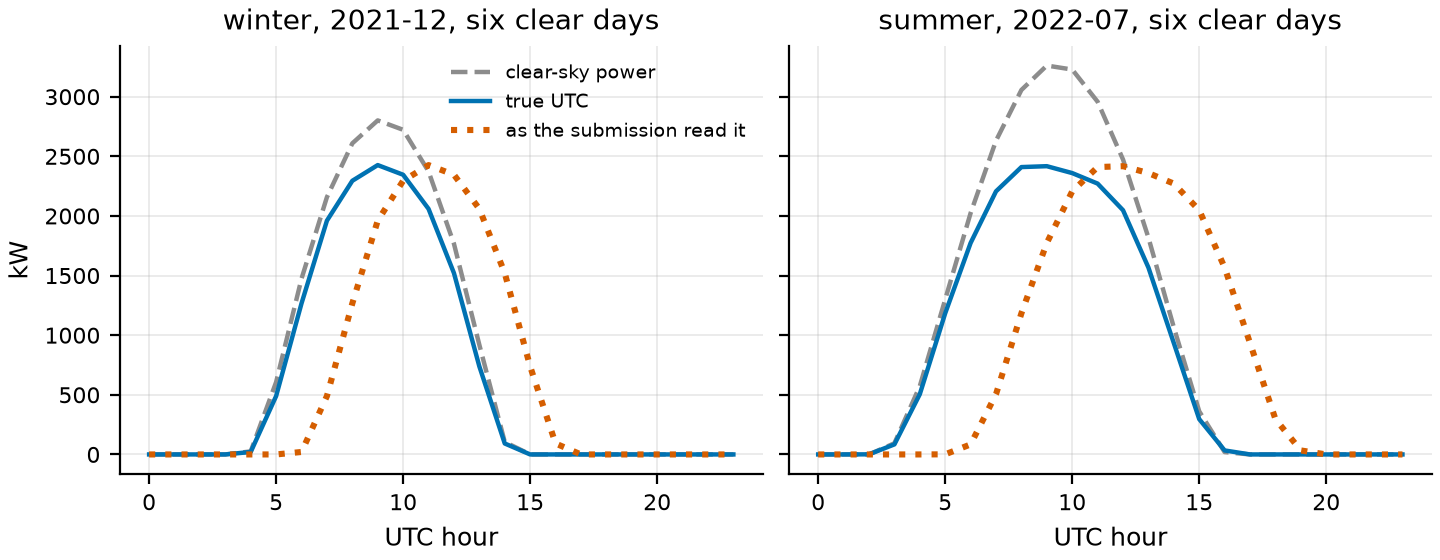 winter, 2021-12, six clear days
summer, 2022-07, six clear days
clear-sky power
true UTC
as the submission read it
kW
3000
2500
2000
1500
1000
500
0
0 5 10 15 20
0 5 10 15 20
UTC hour
UTC hour